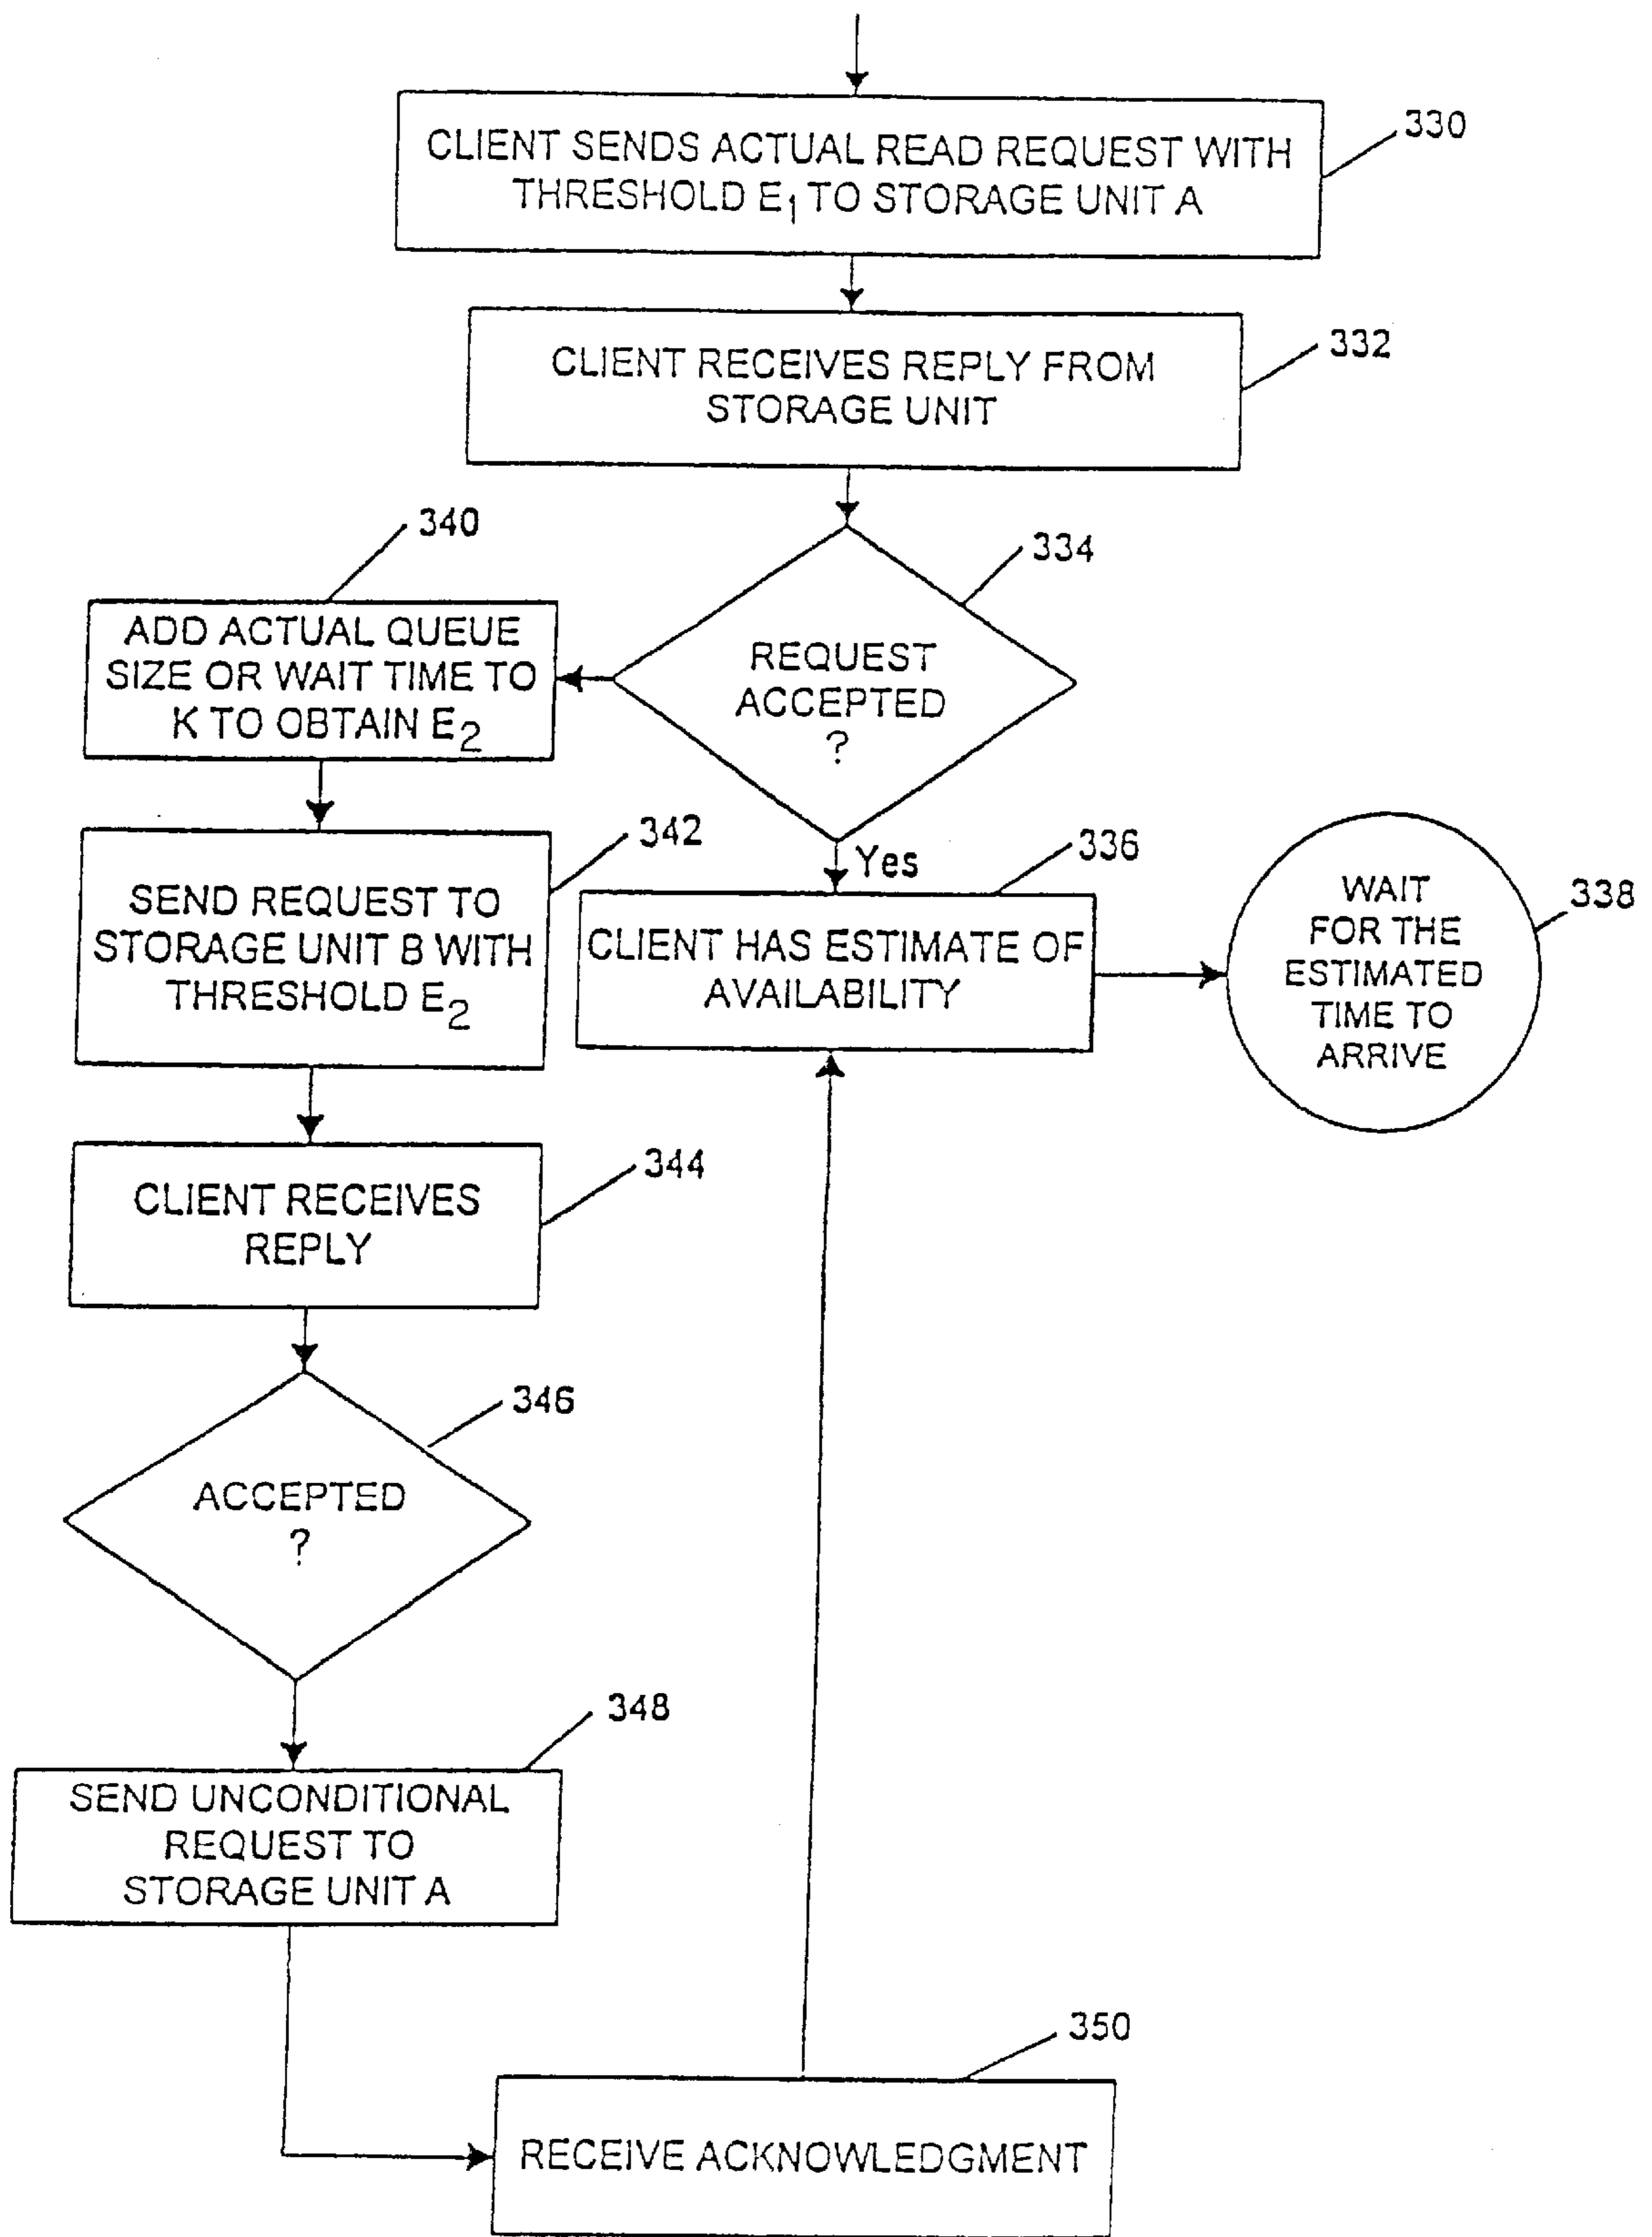 CLIENT SENDS ACTUAL READ REQUEST WITH
THRESHOLD E1 TO STORAGE UNIT A
330
CLIENT RECEIVES REPLY FROM
STORAGE UNIT
332
340
334
ADD ACTUAL QUEUE
SIZE OR WAIT TIME TO
K TO OBTAIN E2
REQUEST
ACCEPTED
?
Yes
342
336
SEND REQUEST TO
STORAGE UNIT B WITH
THRESHOLD E2
CLIENT HAS ESTIMATE OF
AVAILABILITY
WAIT
FOR THE
ESTIMATED
TIME TO
ARRIVE
338
344
CLIENT RECEIVES
REPLY
346
ACCEPTED
?
348
SEND UNCONDITIONAL
REQUEST TO
STORAGE UNIT A
350
RECEIVE ACKNOWLEDGMENT